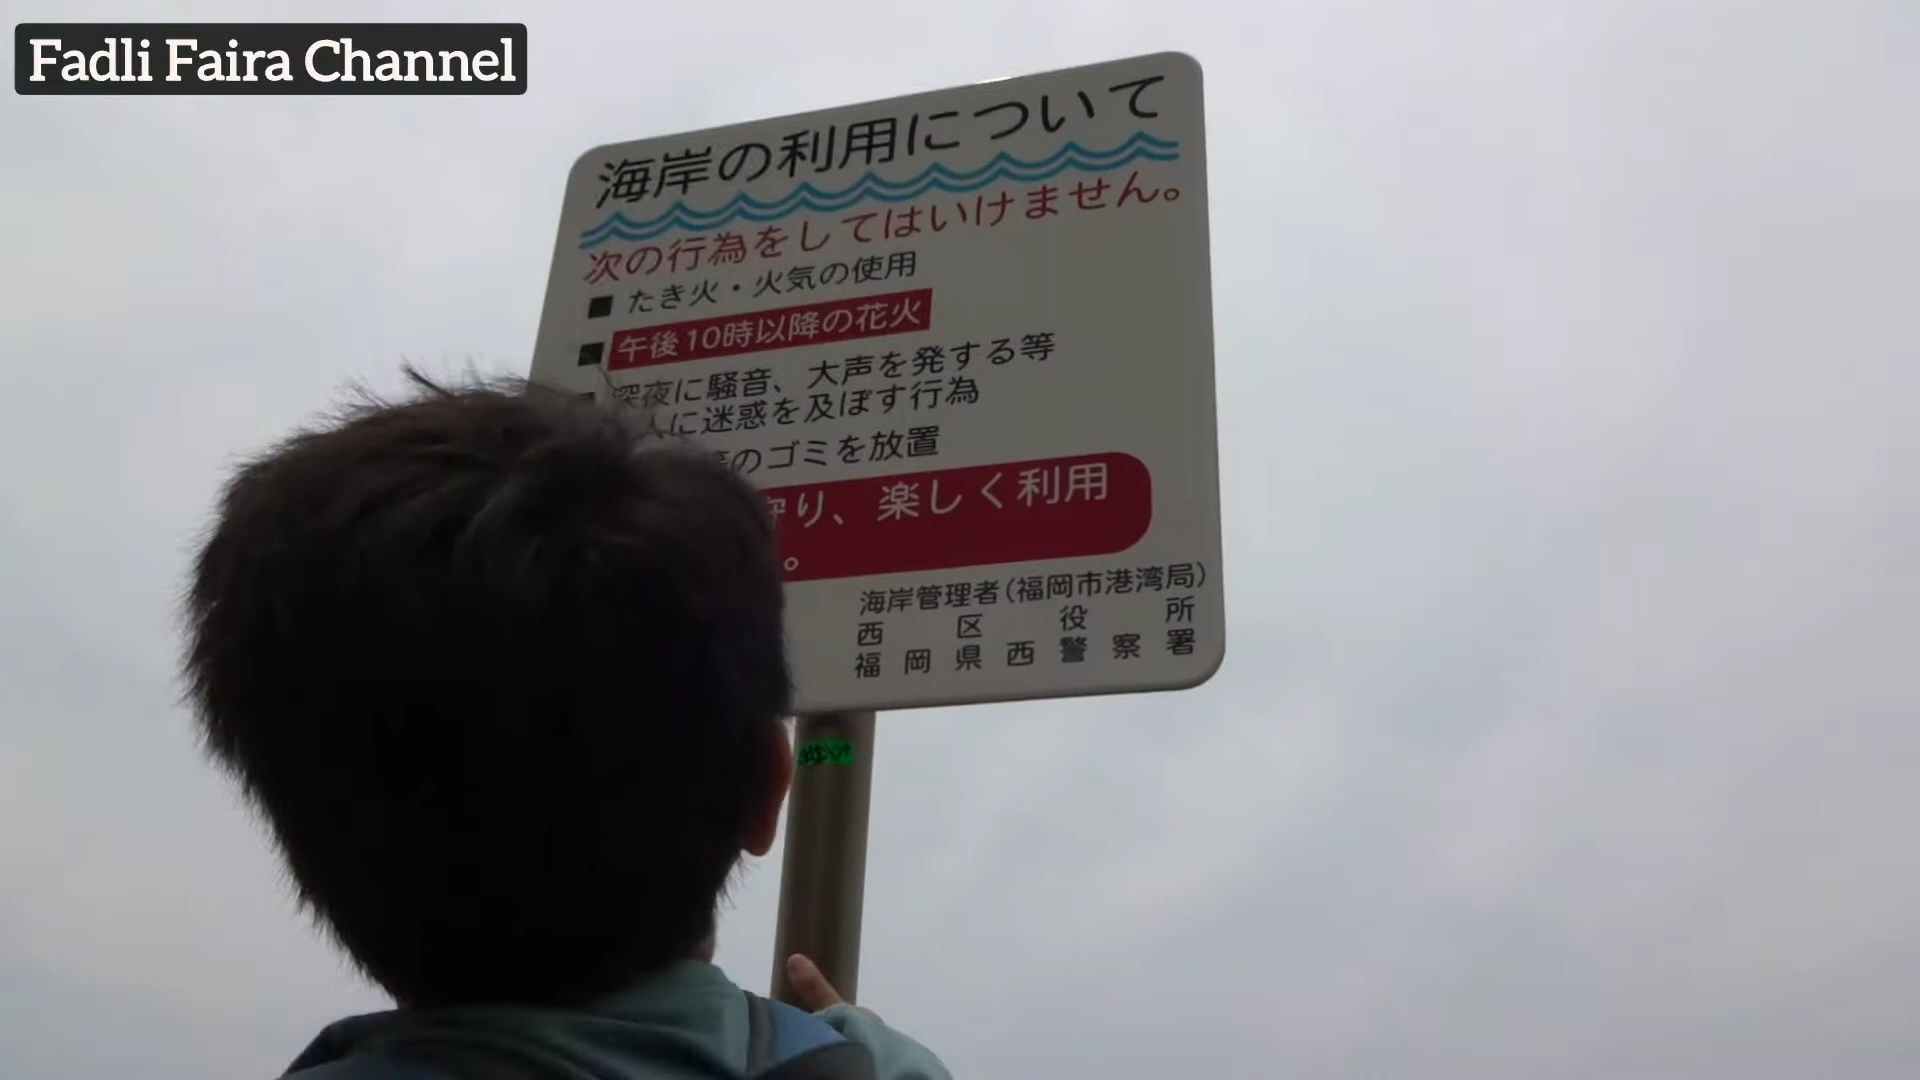 Fadli Faira Channel
海岸の利用について
次の行為をしてはいけません。
■ たき火・火気の使用
■ 午後10時以降の花火
深夜に騒音、大声を発する等
人に迷惑を及ぼす行為
等のゴミを放置
守り、楽しく利用
。
海岸管理者(福岡市港湾局)
西区役所
福岡県西警察署